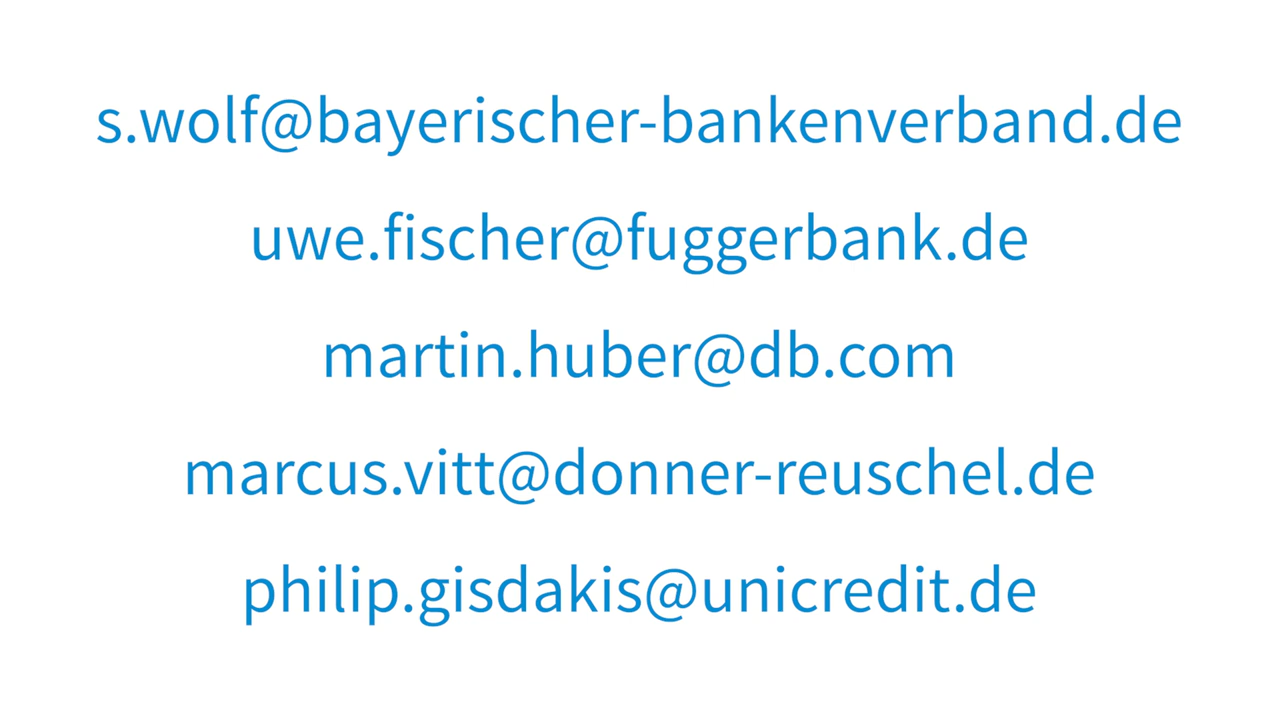 s.wolf@bayerischer-bankenverband.de
uwe.fischer@fuggerbank.de
martin.huber@db.com
marcus.vitt@donner-reuschel.de
philip.gisdakis@unicredit.de